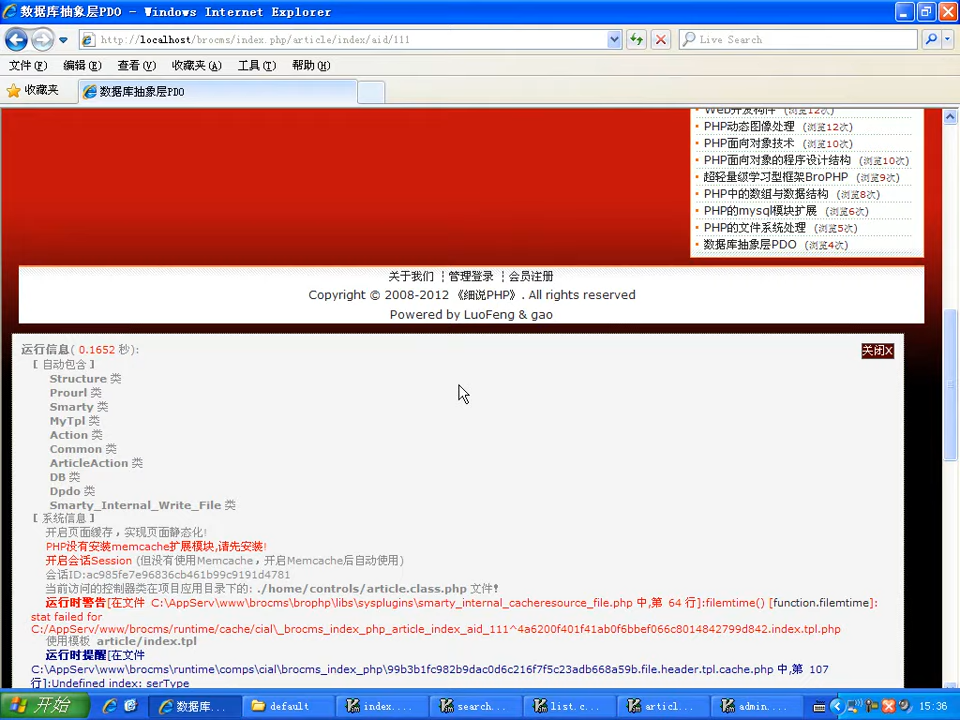 数据库抽象层PDO - Windows Internet Explorer
http://localhost/brocms/index.php/article/index/aid/111
Live Search
文件(F) 编辑(E) 查看(V) 收藏夹(A) 工具(T) 帮助(H)
收藏夹 数据库抽象层PDO
Web开发构件 (浏览12次)
PHP动态图像处理 (浏览12次)
PHP面向对象技术 (浏览10次)
PHP面向对象的程序设计结构 (浏览10次)
超轻量级学习型框架BroPHP (浏览9次)
PHP中的数组与数据结构 (浏览8次)
PHP的mysql模块扩展 (浏览6次)
PHP的文件系统处理 (浏览5次)
数据库抽象层PDO (浏览4次)
关于我们 ¦ 管理登录 ¦ 会员注册
Copyright © 2008-2012 《细说PHP》. All rights reserved
Powered by LuoFeng & gao
运行信息( 0.1652 秒): 关闭X
[ 自动包含 ]
Structure 类
Prourl 类
Smarty 类
MyTpl 类
Action 类
Common 类
ArticleAction 类
DB 类
Dpdo 类
Smarty_Internal_Write_File 类
[ 系统信息 ]
开启页面缓存，实现页面静态化!
PHP没有安装memcache扩展模块,请先安装!
开启会话Session (但没有使用Memcache，开启Memcache后自动使用)
会话ID:ac985fe7e96836cb461b99c9191d4781
当前访问的控制器类在项目应用目录下的: ./home/controls/article.class.php 文件!
运行时警告[在文件 C:\AppServ\www\brocms\brophp\libs\sysplugins\smarty_internal_cacheresource_file.php 中,第 64 行]:filemtime() [function.filemtime]:
stat failed for
C:/AppServ/www/brocms/runtime/cache/cial\_brocms_index_php_article_index_aid_111^4a6200f401f41ab0f6bbef066c8014842799d842.index.tpl.php
使用模板 article/index.tpl
运行时提醒[在文件
C:\AppServ\www\brocms\runtime\comps\cial\brocms_index_php\99b3b1fc982b9dac0d6c216f7f5c23adb668a59b.file.header.tpl.cache.php 中,第 107
行]:Undefined index: serType
开始 数据库... default index.... search... list.c... articl... admin.... 15:36